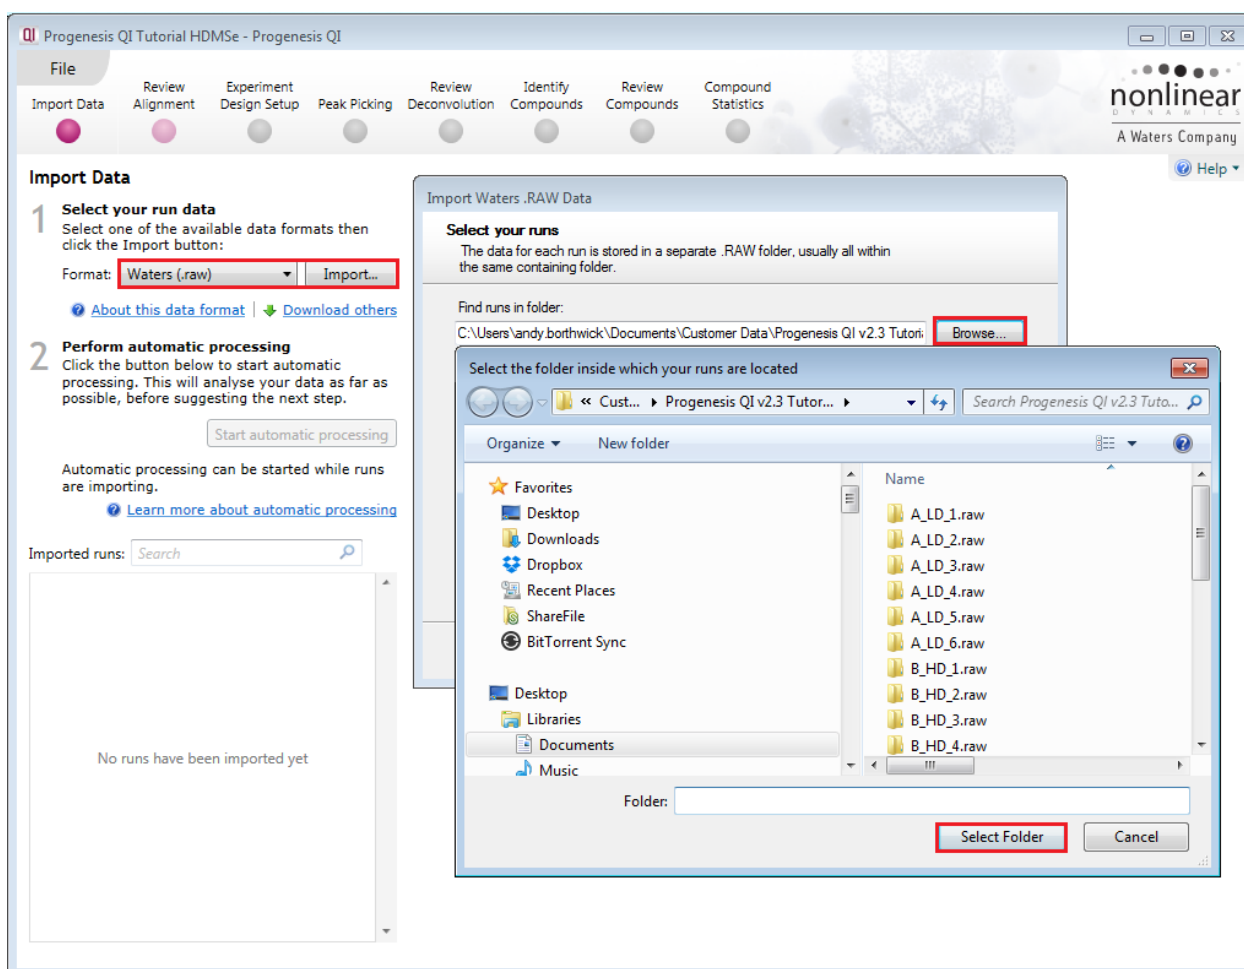 Progenesis QI Tutorial HDMSe - Progenesis QI
File
Import Data
Review
Alignment
Experiment
Design Setup
Peak Picking
Review
Deconvolution
Identify
Compounds
Review
Compounds
Compound
Statistics
nonlinear
DYNAMICS
A Waters Company
Help
Import Data
1 Select your run data
Select one of the available data formats then
click the Import button:
Format: Waters (.raw) Import...
About this data format | Download others
2 Perform automatic processing
Click the button below to start automatic
processing. This will analyse your data as far as
possible, before suggesting the next step.
Start automatic processing
Automatic processing can be started while runs
are importing.
Learn more about automatic processing
Imported runs: Search
No runs have been imported yet
Import Waters .RAW Data
Select your runs
The data for each run is stored in a separate .RAW folder, usually all within
the same containing folder.
Find runs in folder:
C:\Users\andy.borthwick\Documents\Customer Data\Progenesis QI v2.3 Tutori
Browse...
Select the folder inside which your runs are located
« Cust... Progenesis QI v2.3 Tutor...
Search Progenesis QI v2.3 Tuto...
Organize New folder
Favorites
Desktop
Downloads
Dropbox
Recent Places
ShareFile
BitTorrent Sync
Desktop
Libraries
Documents
Music
Name
A_LD_1.raw
A_LD_2.raw
A_LD_3.raw
A_LD_4.raw
A_LD_5.raw
A_LD_6.raw
B_HD_1.raw
B_HD_2.raw
B_HD_3.raw
B_HD_4.raw
Folder:
Select Folder Cancel